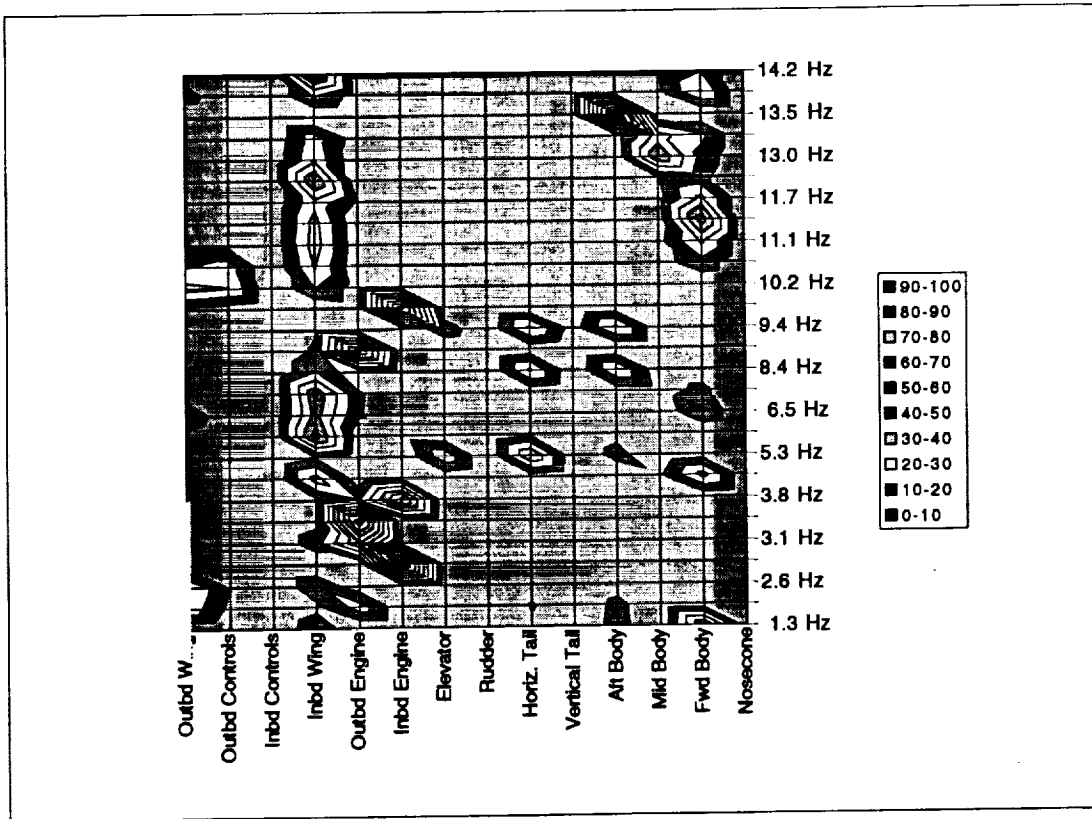 14.2 Hz
13.5 Hz
13.0 Hz
11.7 Hz
11.1 Hz
10.2 Hz
9.4 Hz
8.4 Hz
6.5 Hz
5.3 Hz
3.8 Hz
3.1 Hz
2.6 Hz
1.3 Hz
90-100
80-90
70-80
60-70
50-60
40-50
30-40
20-30
10-20
0-10
Outbd
Outbd Controls
Inbd Controls
Inbd Wing
Outbd Engine
Inbd Engine
Elevator
Rudder
Horiz. Tail
Vertical Tail
Aft Body
Mid Body
Fwd Body
Nosecone